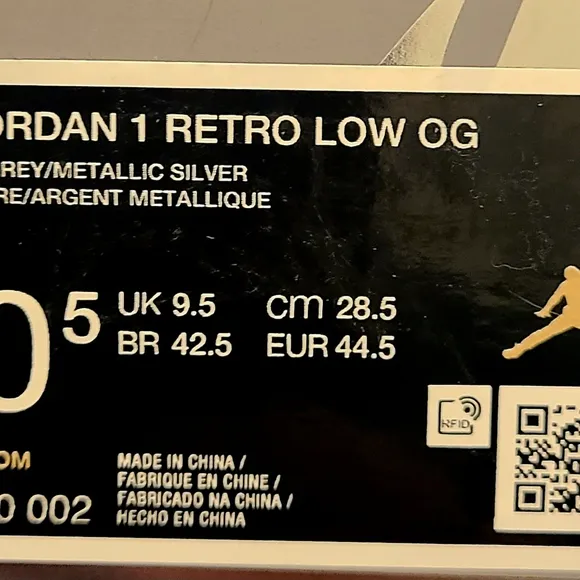 ORDAN 1 RETRO LOW OG
REY/METALLIC SILVER
RE/ARGENT METALLIQUE
0 5
UK 9.5 CM 28.5
BR 42.5 EUR 44.5
RFID
OM
0 002
MADE IN CHINA /
FABRIQUE EN CHINE /
FABRICADO NA CHINA /
HECHO EN CHINA